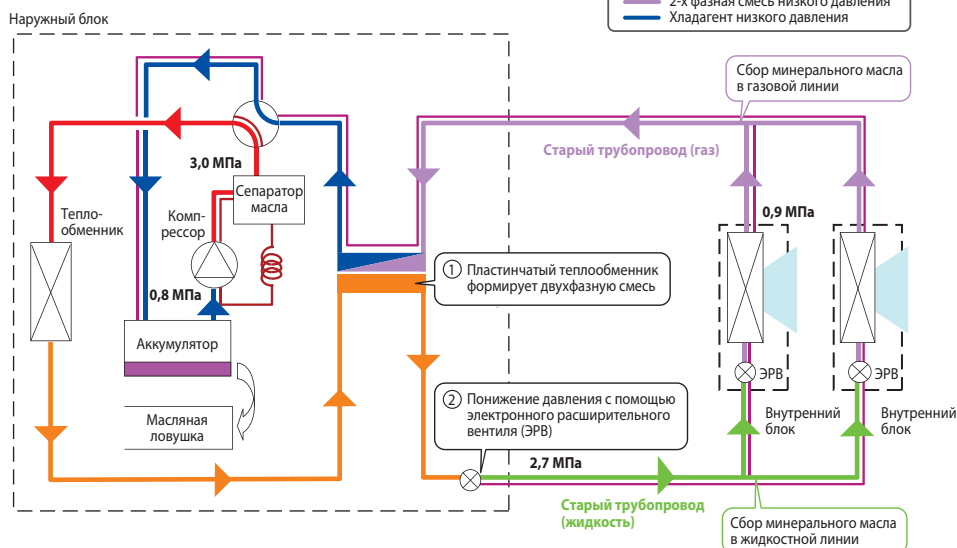 2-х фазная смесь низкого давления
Хладагент низкого давления
Наружный блок
Сбор минерального масла
в газовой линии
Старый трубопровод (газ)
3,0 МПа
Сепаратор
масла
Тепло-
обменник
Комп-
рессор
0,9 МПа
1 Пластинчатый теплообменник
формирует двухфазную смесь
0,8 МПа
Аккумулятор
ЭРВ
ЭРВ
Масляная
ловушка
2 Понижение давления с помощью
электронного расширительного
вентиля (ЭРВ)
Внутренний
блок
Внутренний
блок
2,7 МПа
Старый трубопровод
(жидкость)
Сбор минерального масла
в жидкостной линии